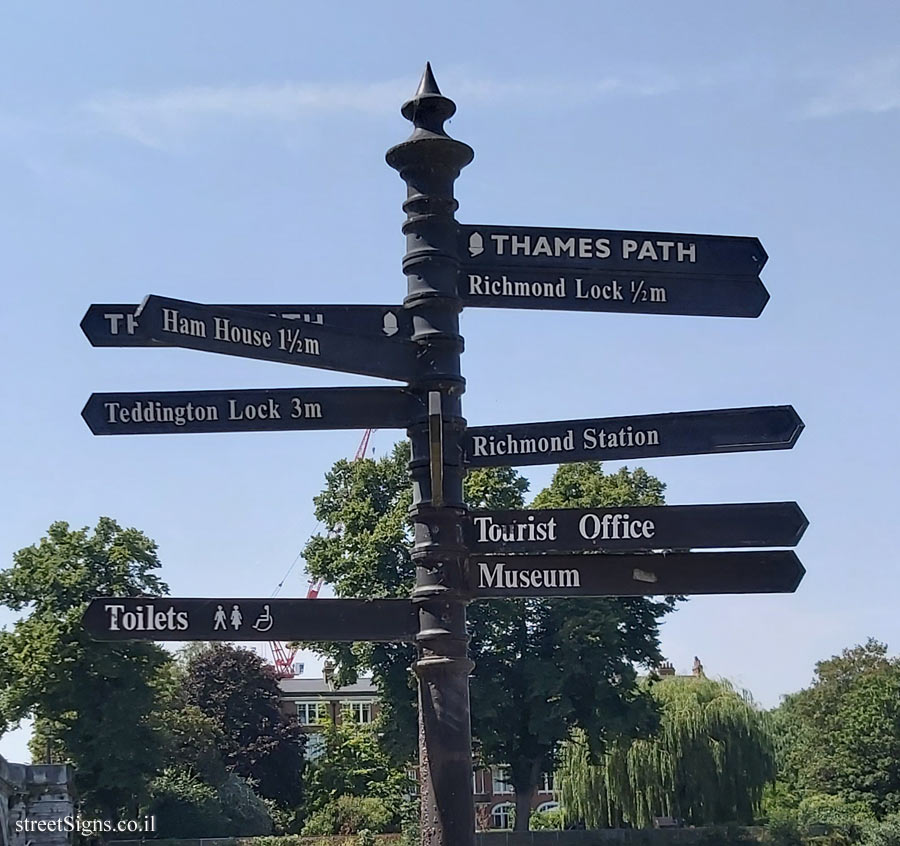 THAMES PATH
Richmond Lock ½m
Ham House 1½m
Teddington Lock 3m
Richmond Station
Tourist Office
Museum
Toilets
streetSigns.co.il